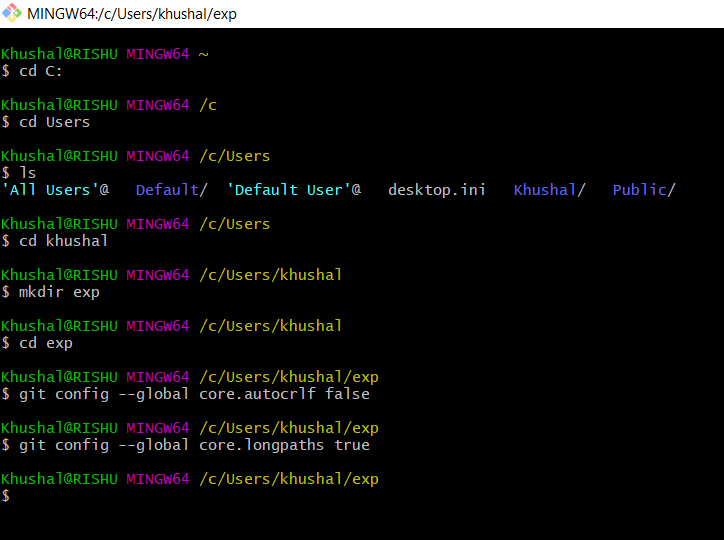 MINGW64:/c/Users/khushal/exp
Khushal@RISHU MINGW64 ~
$ cd C:
Khushal@RISHU MINGW64 /c
$ cd Users
Khushal@RISHU MINGW64 /c/Users
$ ls
'All Users'@   Default/  'Default User'@   desktop.ini   Khushal/   Public/
Khushal@RISHU MINGW64 /c/Users
$ cd khushal
Khushal@RISHU MINGW64 /c/Users/khushal
$ mkdir exp
Khushal@RISHU MINGW64 /c/Users/khushal
$ cd exp
Khushal@RISHU MINGW64 /c/Users/khushal/exp
$ git config --global core.autocrlf false
Khushal@RISHU MINGW64 /c/Users/khushal/exp
$ git config --global core.longpaths true
Khushal@RISHU MINGW64 /c/Users/khushal/exp
$